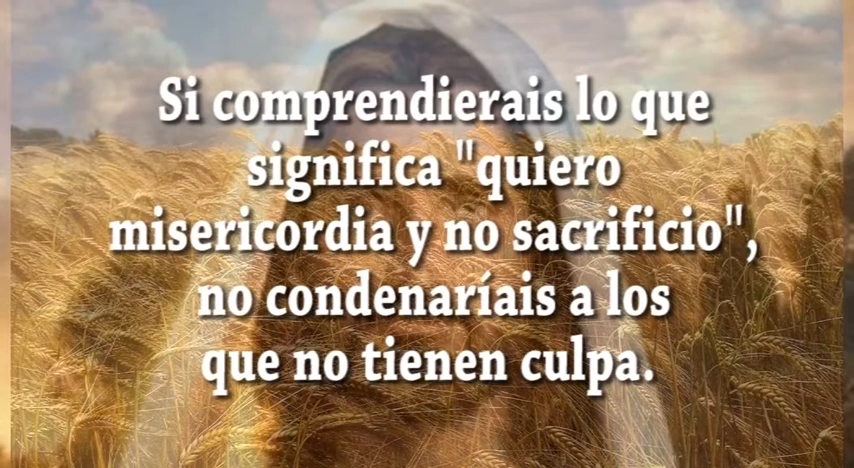 Si comprendierais lo que
significa "quiero
misericordia y no sacrificio",
no condenaríais a los
que no tienen culpa.